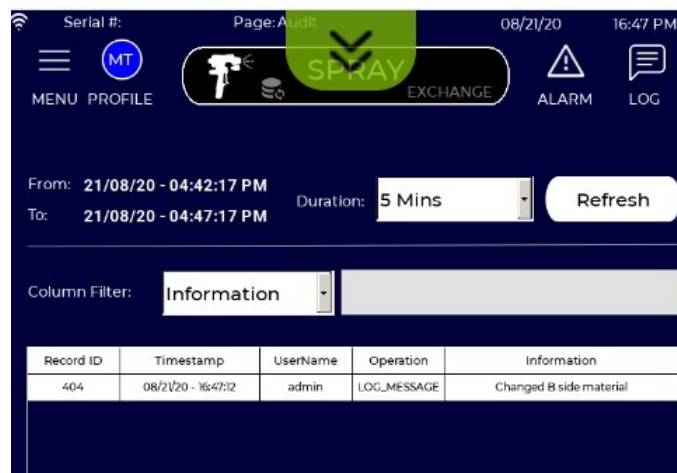 Serial #: Page: Audit 08/21/20 16:47 PM
MT
SPRAY
EXCHANGE
MENU PROFILE ALARM LOG
From: 21/08/20 - 04:42:17 PM
Duration: 5 Mins Refresh
To: 21/08/20 - 04:47:17 PM
Column Filter: Information
Record ID Timestamp UserName Operation Information
404 08/21/20 - 16:47:12 admin LOG_MESSAGE Changed B side material